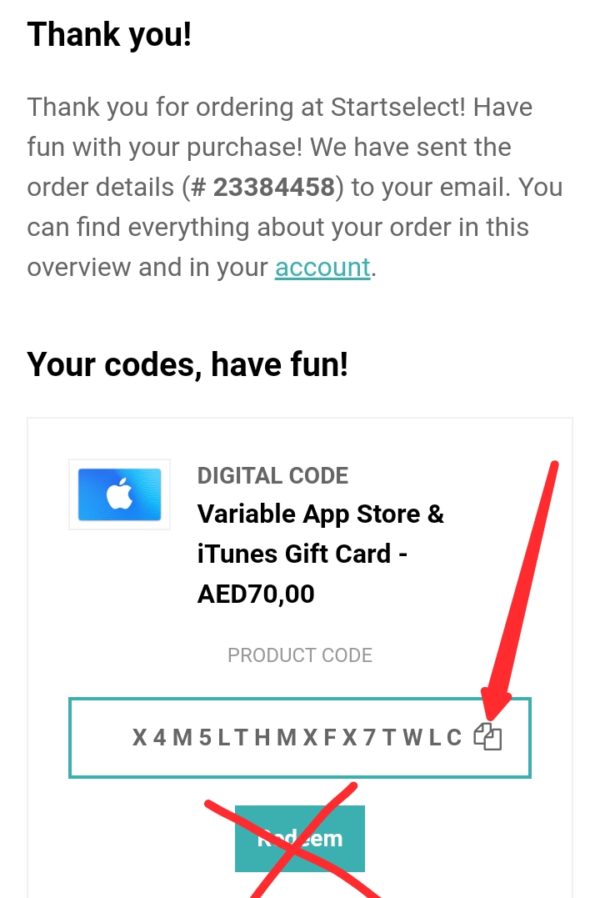 Thank you!
Thank you for ordering at Startselect! Have
fun with your purchase! We have sent the
order details (# 23384458) to your email. You
can find everything about your order in this
overview and in your account.
Your codes, have fun!
DIGITAL CODE
Variable App Store &
iTunes Gift Card -
AED70,00
PRODUCT CODE
X4M5LTHMXFX7TWLC
Redeem